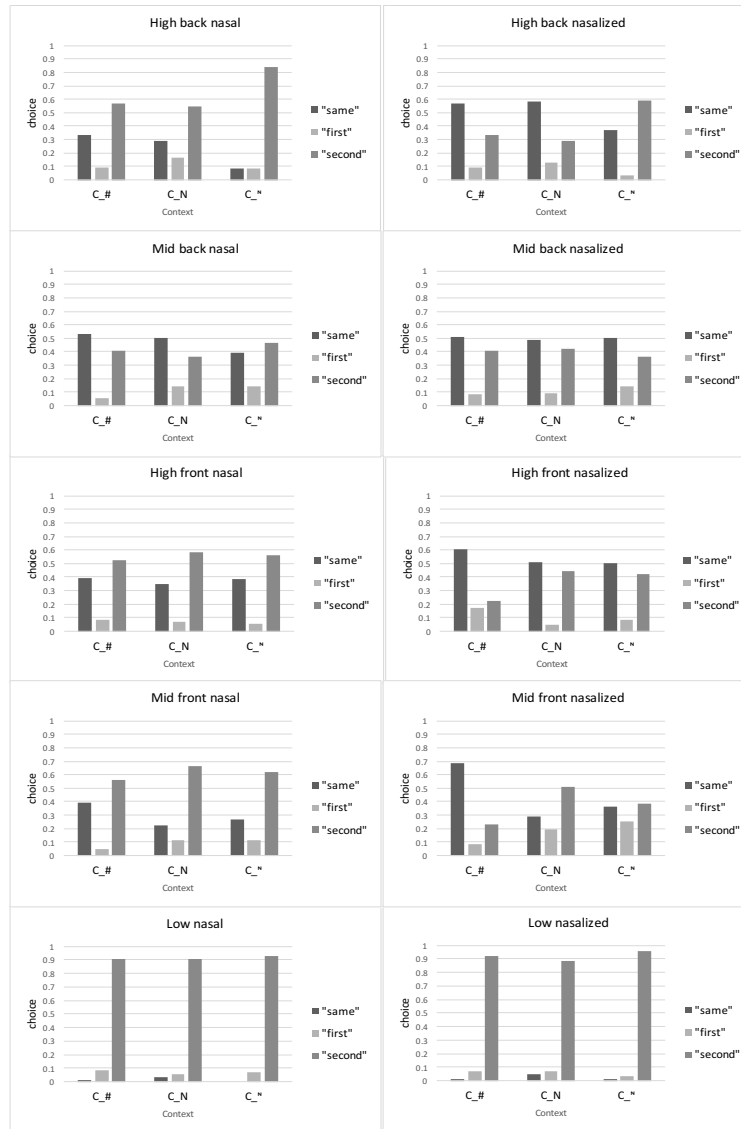 High back nasal
1
0.9
0.8
0.7
0.6
0.5
0.4
0.3
0.2
0.1
0
choice
C_# C_N C_ᴺ
Context
"same"
"first"
"second"
High back nasalized
1
0.9
0.8
0.7
0.6
0.5
0.4
0.3
0.2
0.1
0
choice
C_# C_N C_ᴺ
Context
"same"
"first"
"second"
Mid back nasal
1
0.9
0.8
0.7
0.6
0.5
0.4
0.3
0.2
0.1
0
choice
C_# C_N C_ᴺ
Context
"same"
"first"
"second"
Mid back nasalized
1
0.9
0.8
0.7
0.6
0.5
0.4
0.3
0.2
0.1
0
choice
C_# C_N C_ᴺ
Context
"same"
"first"
"second"
High front nasal
1
0.9
0.8
0.7
0.6
0.5
0.4
0.3
0.2
0.1
0
choice
C_# C_N C_ᴺ
Context
"same"
"first"
"second"
High front nasalized
1
0.9
0.8
0.7
0.6
0.5
0.4
0.3
0.2
0.1
0
choice
C_# C_N C_ᴺ
Context
"same"
"first"
"second"
Mid front nasal
1
0.9
0.8
0.7
0.6
0.5
0.4
0.3
0.2
0.1
0
choice
C_# C_N C_ᴺ
Context
"same"
"first"
"second"
Mid front nasalized
1
0.9
0.8
0.7
0.6
0.5
0.4
0.3
0.2
0.1
0
choice
C_# C_N C_ᴺ
Context
"same"
"first"
"second"
Low nasal
1
0.9
0.8
0.7
0.6
0.5
0.4
0.3
0.2
0.1
0
choice
C_# C_N C_ᴺ
Context
"same"
"first"
"second"
Low nasalized
1
0.9
0.8
0.7
0.6
0.5
0.4
0.3
0.2
0.1
0
choice
C_# C_N C_ᴺ
Context
"same"
"first"
"second"